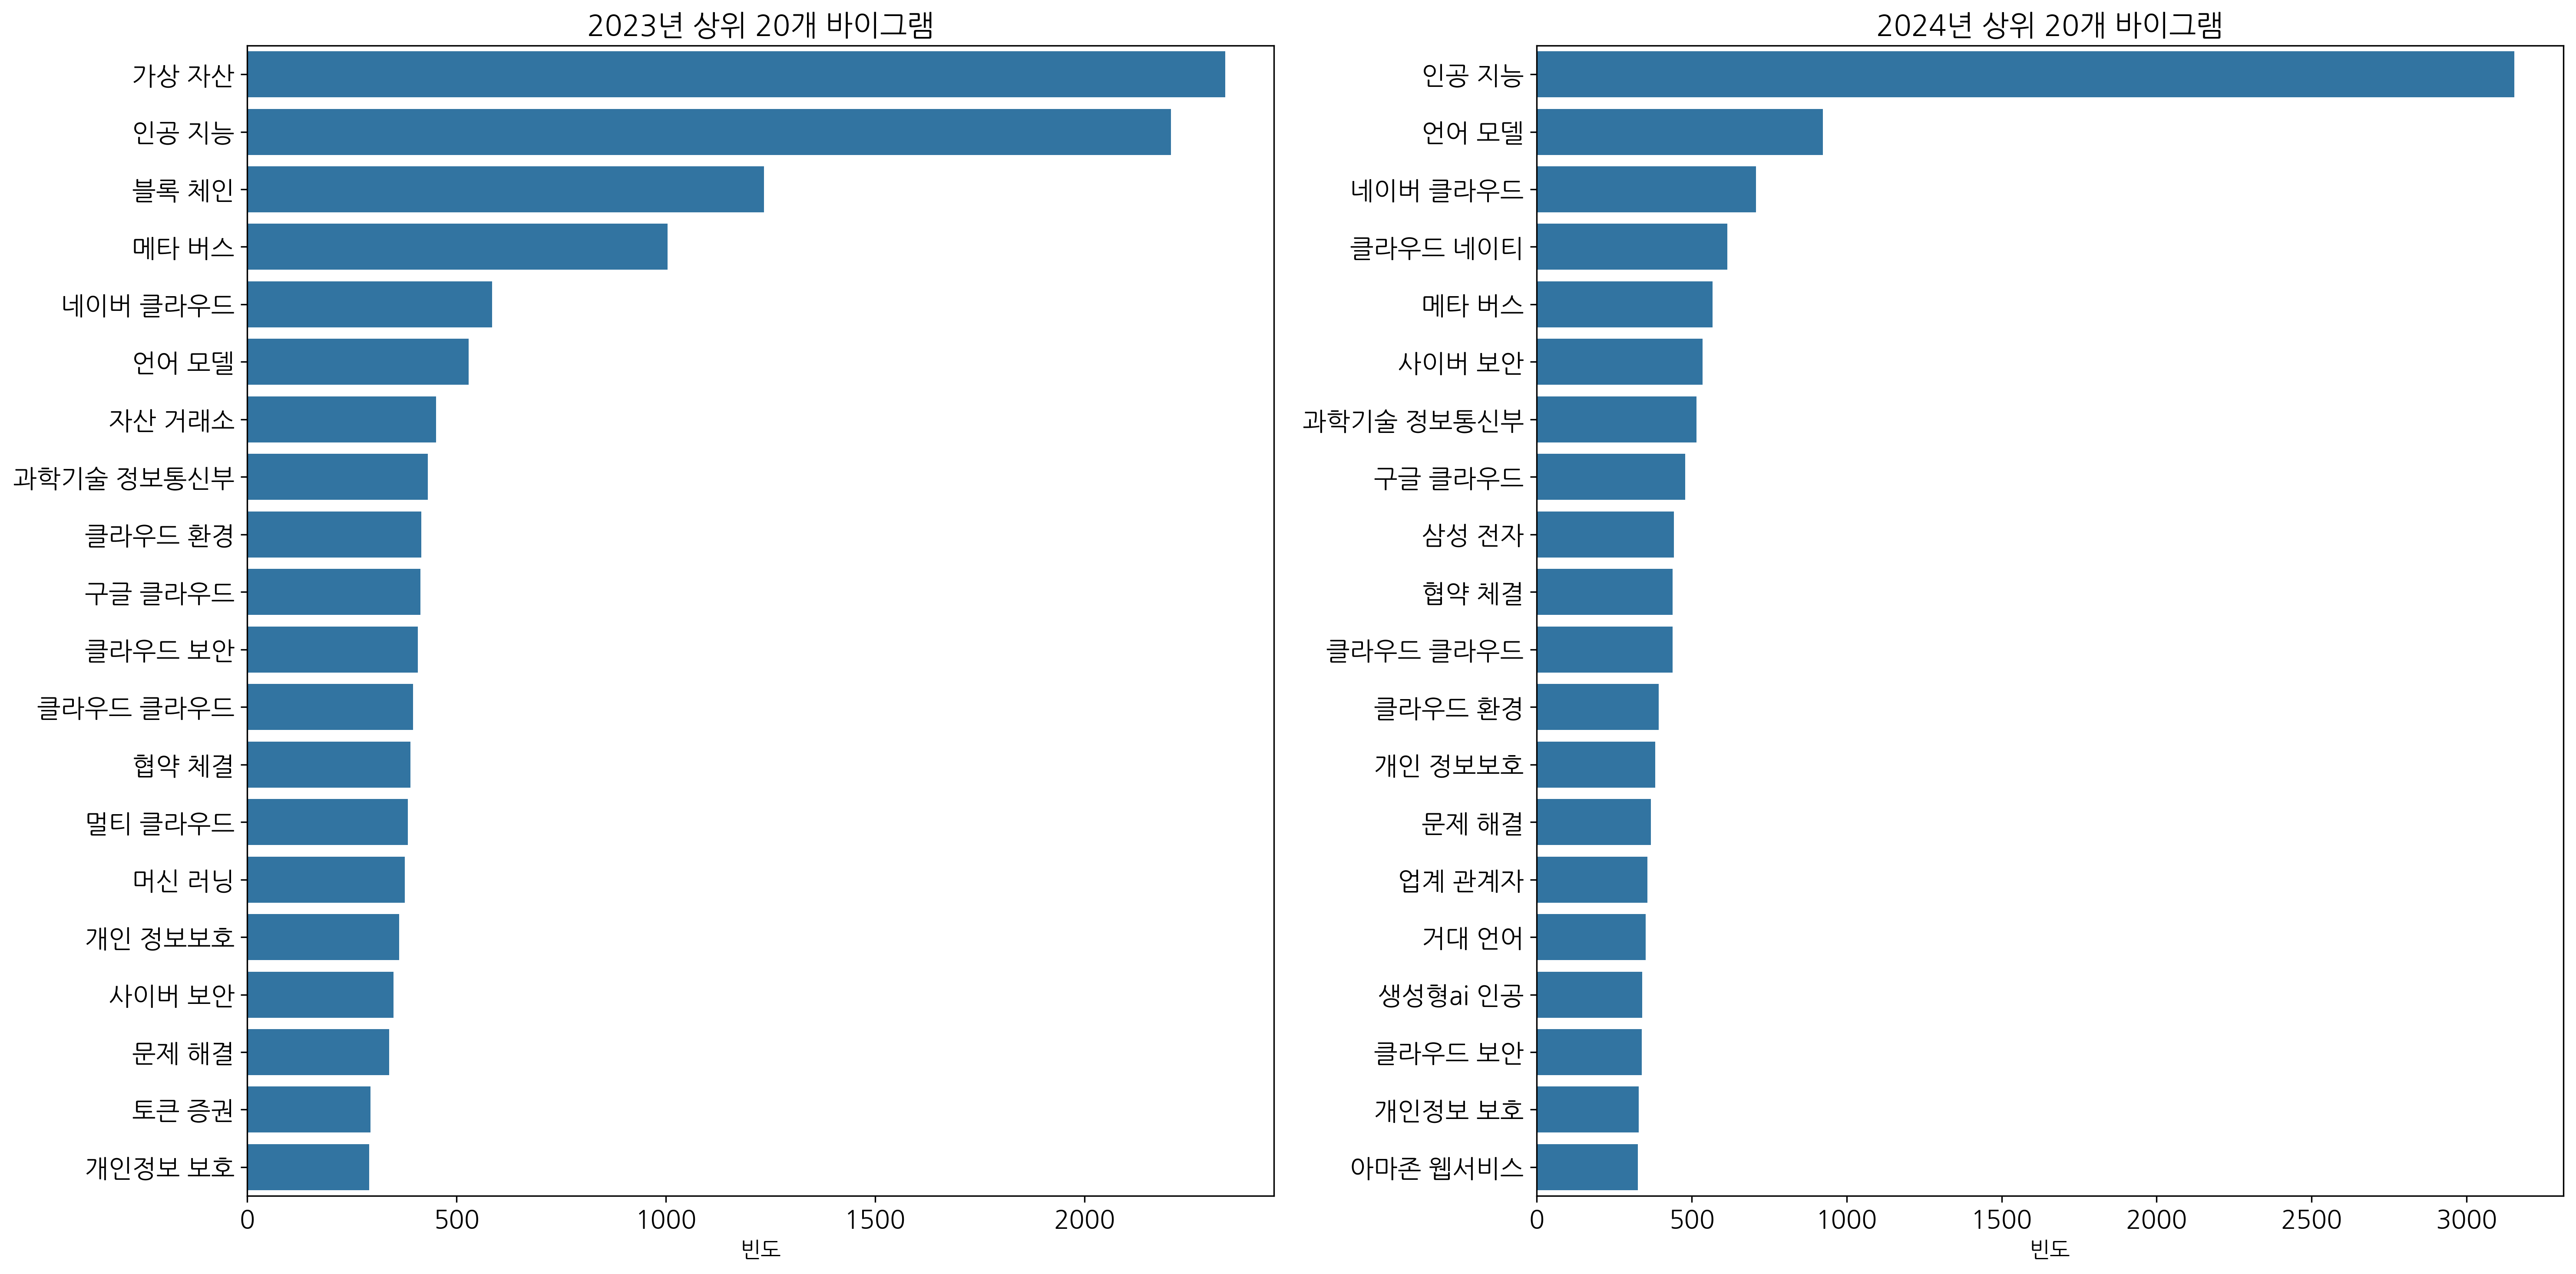 2023년 상위 20개 바이그램
가상 자산
인공 지능
블록 체인
메타 버스
네이버 클라우드
언어 모델
자산 거래소
과학기술 정보통신부
클라우드 환경
구글 클라우드
클라우드 보안
클라우드 클라우드
협약 체결
멀티 클라우드
머신 러닝
개인 정보보호
사이버 보안
문제 해결
토큰 증권
개인정보 보호
0 500 1000 1500 2000
빈도
2024년 상위 20개 바이그램
인공 지능
언어 모델
네이버 클라우드
클라우드 네이티
메타 버스
사이버 보안
과학기술 정보통신부
구글 클라우드
삼성 전자
협약 체결
클라우드 클라우드
클라우드 환경
개인 정보보호
문제 해결
업계 관계자
거대 언어
생성형ai 인공
클라우드 보안
개인정보 보호
아마존 웹서비스
0 500 1000 1500 2000 2500 3000
빈도